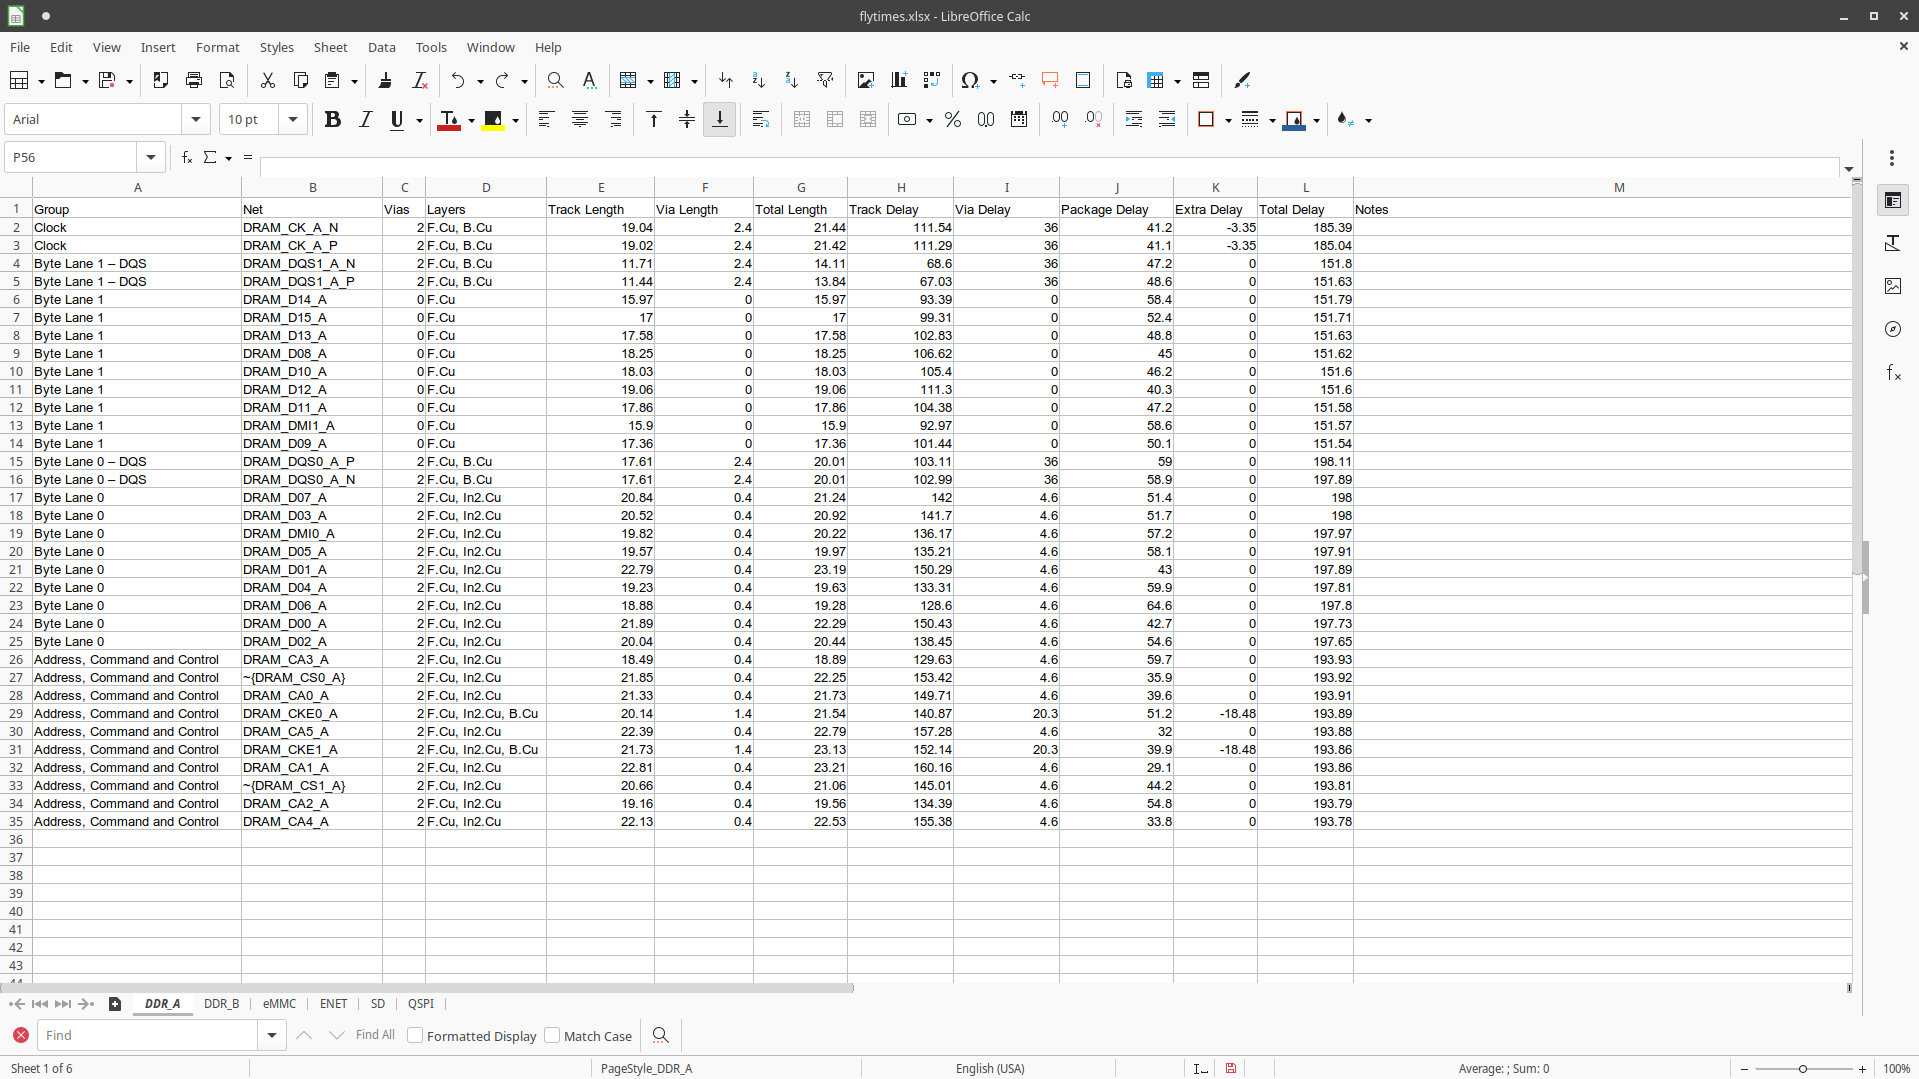 flytimes.xlsx - LibreOffice Calc
File Edit View Insert Format Styles Sheet Data Tools Window Help
Arial 10 pt
P56
A B C D E F G H I J K L M
1 Group Net Vias Layers Track Length Via Length Total Length Track Delay Via Delay Package Delay Extra Delay Total Delay Notes
2 Clock DRAM_CK_A_N 2 F.Cu, B.Cu 19.04 2.4 21.44 111.54 36 41.2 -3.35 185.39
3 Clock DRAM_CK_A_P 2 F.Cu, B.Cu 19.02 2.4 21.42 111.29 36 41.1 -3.35 185.04
4 Byte Lane 1 – DQS DRAM_DQS1_A_N 2 F.Cu, B.Cu 11.71 2.4 14.11 68.6 36 47.2 0 151.8
5 Byte Lane 1 – DQS DRAM_DQS1_A_P 2 F.Cu, B.Cu 11.44 2.4 13.84 67.03 36 48.6 0 151.63
6 Byte Lane 1 DRAM_D14_A 0 F.Cu 15.97 0 15.97 93.39 0 58.4 0 151.79
7 Byte Lane 1 DRAM_D15_A 0 F.Cu 17 0 17 99.31 0 52.4 0 151.71
8 Byte Lane 1 DRAM_D13_A 0 F.Cu 17.58 0 17.58 102.83 0 48.8 0 151.63
9 Byte Lane 1 DRAM_D08_A 0 F.Cu 18.25 0 18.25 106.62 0 45 0 151.62
10 Byte Lane 1 DRAM_D10_A 0 F.Cu 18.03 0 18.03 105.4 0 46.2 0 151.6
11 Byte Lane 1 DRAM_D12_A 0 F.Cu 19.06 0 19.06 111.3 0 40.3 0 151.6
12 Byte Lane 1 DRAM_D11_A 0 F.Cu 17.86 0 17.86 104.38 0 47.2 0 151.58
13 Byte Lane 1 DRAM_DMI1_A 0 F.Cu 15.9 0 15.9 92.97 0 58.6 0 151.57
14 Byte Lane 1 DRAM_D09_A 0 F.Cu 17.36 0 17.36 101.44 0 50.1 0 151.54
15 Byte Lane 0 – DQS DRAM_DQS0_A_P 2 F.Cu, B.Cu 17.61 2.4 20.01 103.11 36 59 0 198.11
16 Byte Lane 0 – DQS DRAM_DQS0_A_N 2 F.Cu, B.Cu 17.61 2.4 20.01 102.99 36 58.9 0 197.89
17 Byte Lane 0 DRAM_D07_A 2 F.Cu, In2.Cu 20.84 0.4 21.24 142 4.6 51.4 0 198
18 Byte Lane 0 DRAM_D03_A 2 F.Cu, In2.Cu 20.52 0.4 20.92 141.7 4.6 51.7 0 198
19 Byte Lane 0 DRAM_DMI0_A 2 F.Cu, In2.Cu 19.82 0.4 20.22 136.17 4.6 57.2 0 197.97
20 Byte Lane 0 DRAM_D05_A 2 F.Cu, In2.Cu 19.57 0.4 19.97 135.21 4.6 58.1 0 197.91
21 Byte Lane 0 DRAM_D01_A 2 F.Cu, In2.Cu 22.79 0.4 23.19 150.29 4.6 43 0 197.89
22 Byte Lane 0 DRAM_D04_A 2 F.Cu, In2.Cu 19.23 0.4 19.63 133.31 4.6 59.9 0 197.81
23 Byte Lane 0 DRAM_D06_A 2 F.Cu, In2.Cu 18.88 0.4 19.28 128.6 4.6 64.6 0 197.8
24 Byte Lane 0 DRAM_D00_A 2 F.Cu, In2.Cu 21.89 0.4 22.29 150.43 4.6 42.7 0 197.73
25 Byte Lane 0 DRAM_D02_A 2 F.Cu, In2.Cu 20.04 0.4 20.44 138.45 4.6 54.6 0 197.65
26 Address, Command and Control DRAM_CA3_A 2 F.Cu, In2.Cu 18.49 0.4 18.89 129.63 4.6 59.7 0 193.93
27 Address, Command and Control ~{DRAM_CS0_A} 2 F.Cu, In2.Cu 21.85 0.4 22.25 153.42 4.6 35.9 0 193.92
28 Address, Command and Control DRAM_CA0_A 2 F.Cu, In2.Cu 21.33 0.4 21.73 149.71 4.6 39.6 0 193.91
29 Address, Command and Control DRAM_CKE0_A 2 F.Cu, In2.Cu, B.Cu 20.14 1.4 21.54 140.87 20.3 51.2 -18.48 193.89
30 Address, Command and Control DRAM_CA5_A 2 F.Cu, In2.Cu 22.39 0.4 22.79 157.28 4.6 32 0 193.88
31 Address, Command and Control DRAM_CKE1_A 2 F.Cu, In2.Cu, B.Cu 21.73 1.4 23.13 152.14 20.3 39.9 -18.48 193.86
32 Address, Command and Control DRAM_CA1_A 2 F.Cu, In2.Cu 22.81 0.4 23.21 160.16 4.6 29.1 0 193.86
33 Address, Command and Control ~{DRAM_CS1_A} 2 F.Cu, In2.Cu 20.66 0.4 21.06 145.01 4.6 44.2 0 193.81
34 Address, Command and Control DRAM_CA2_A 2 F.Cu, In2.Cu 19.16 0.4 19.56 134.39 4.6 54.8 0 193.79
35 Address, Command and Control DRAM_CA4_A 2 F.Cu, In2.Cu 22.13 0.4 22.53 155.38 4.6 33.8 0 193.78
36
37
38
39
40
41
42
43
44
DDR_A DDR_B eMMC ENET SD QSPI
Find Find All Formatted Display Match Case
Sheet 1 of 6 PageStyle_DDR_A English (USA) Average: ; Sum: 0 100%